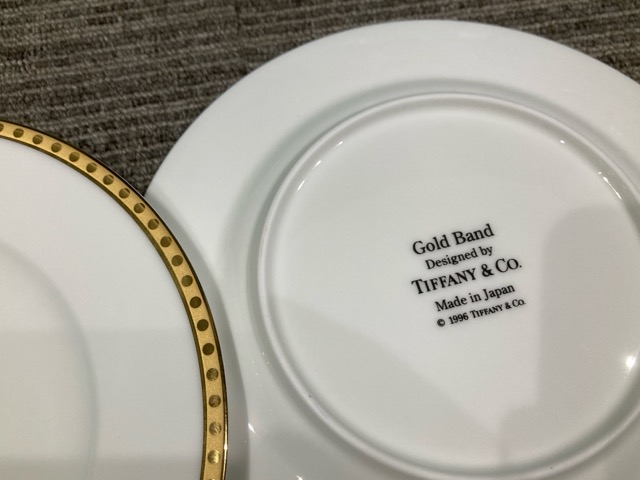 Gold Band
Designed by
TIFFANY & CO.
Made in Japan
© 1996 TIFFANY & CO.